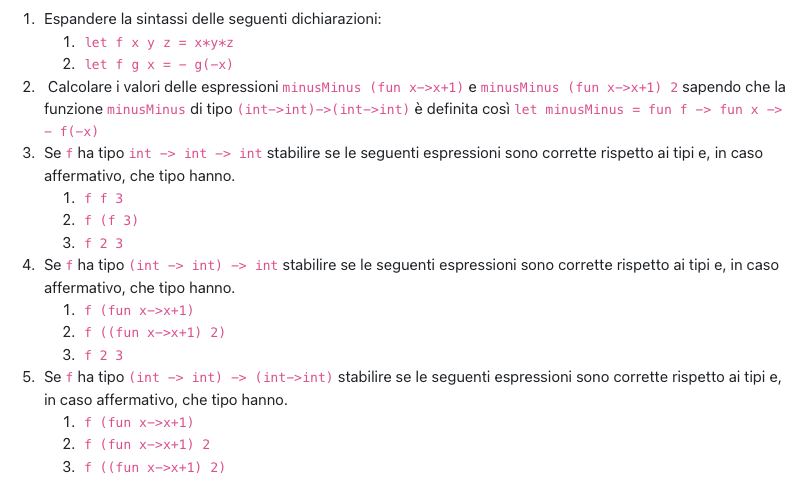 1. Espandere la sintassi delle seguenti dichiarazioni:
1. let f x y z = x*y*z
2. let f g x = - g(-x)
2. Calcolare i valori delle espressioni minusMinus (fun x->x+1) e minusMinus (fun x->x+1) 2 sapendo che la
funzione minusMinus di tipo (int->int)->(int->int) è definita così let minusMinus = fun f -> fun x ->
- f(-x)
3. Se f ha tipo int -> int -> int stabilire se le seguenti espressioni sono corrette rispetto ai tipi e, in caso
affermativo, che tipo hanno.
1. f f 3
2. f (f 3)
3. f 2 3
4. Se f ha tipo (int -> int) -> int stabilire se le seguenti espressioni sono corrette rispetto ai tipi e, in caso
affermativo, che tipo hanno.
1. f (fun x->x+1)
2. f ((fun x->x+1) 2)
3. f 2 3
5. Se f ha tipo (int -> int) -> (int->int) stabilire se le seguenti espressioni sono corrette rispetto ai tipi e,
in caso affermativo, che tipo hanno.
1. f (fun x->x+1)
2. f (fun x->x+1) 2
3. f ((fun x->x+1) 2)